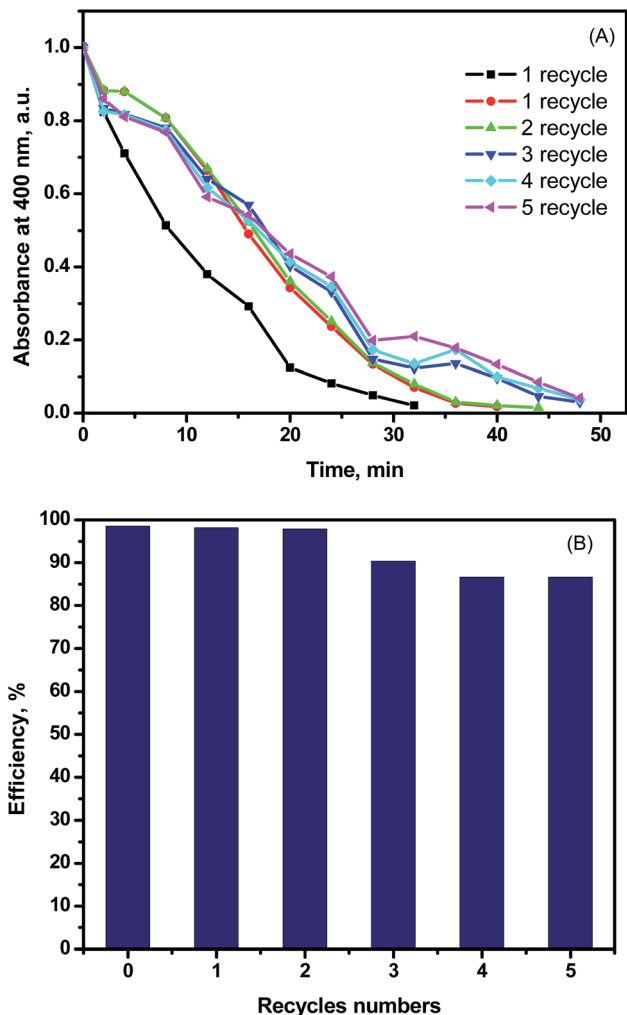 (A)
1 recycle
1 recycle
2 recycle
3 recycle
4 recycle
5 recycle
Absorbance at 400 nm, a.u.
1.0
0.8
0.6
0.4
0.2
0.0
0 10 20 30 40 50
Time, min
(B)
Efficiency, %
100
90
80
70
60
50
40
30
20
10
0
0 1 2 3 4 5
Recycles numbers